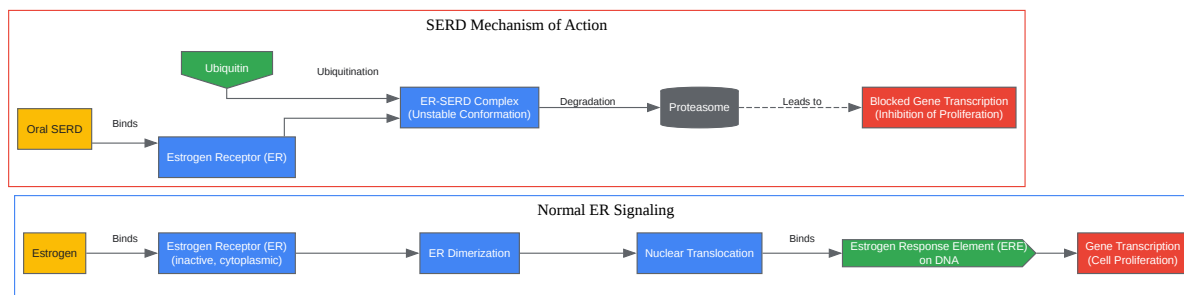 SERD Mechanism of Action
Ubiquitin
Ubiquitination
Oral SERD
Binds
Estrogen Receptor (ER)
ER-SERD Complex
(Unstable Conformation)
Degradation
Proteasome
Leads to
Blocked Gene Transcription
(Inhibition of Proliferation)
Normal ER Signaling
Estrogen
Binds
Estrogen Receptor (ER)
(inactive, cytoplasmic)
ER Dimerization
Nuclear Translocation
Binds
Estrogen Response Element (ERE)
on DNA
Gene Transcription
(Cell Proliferation)